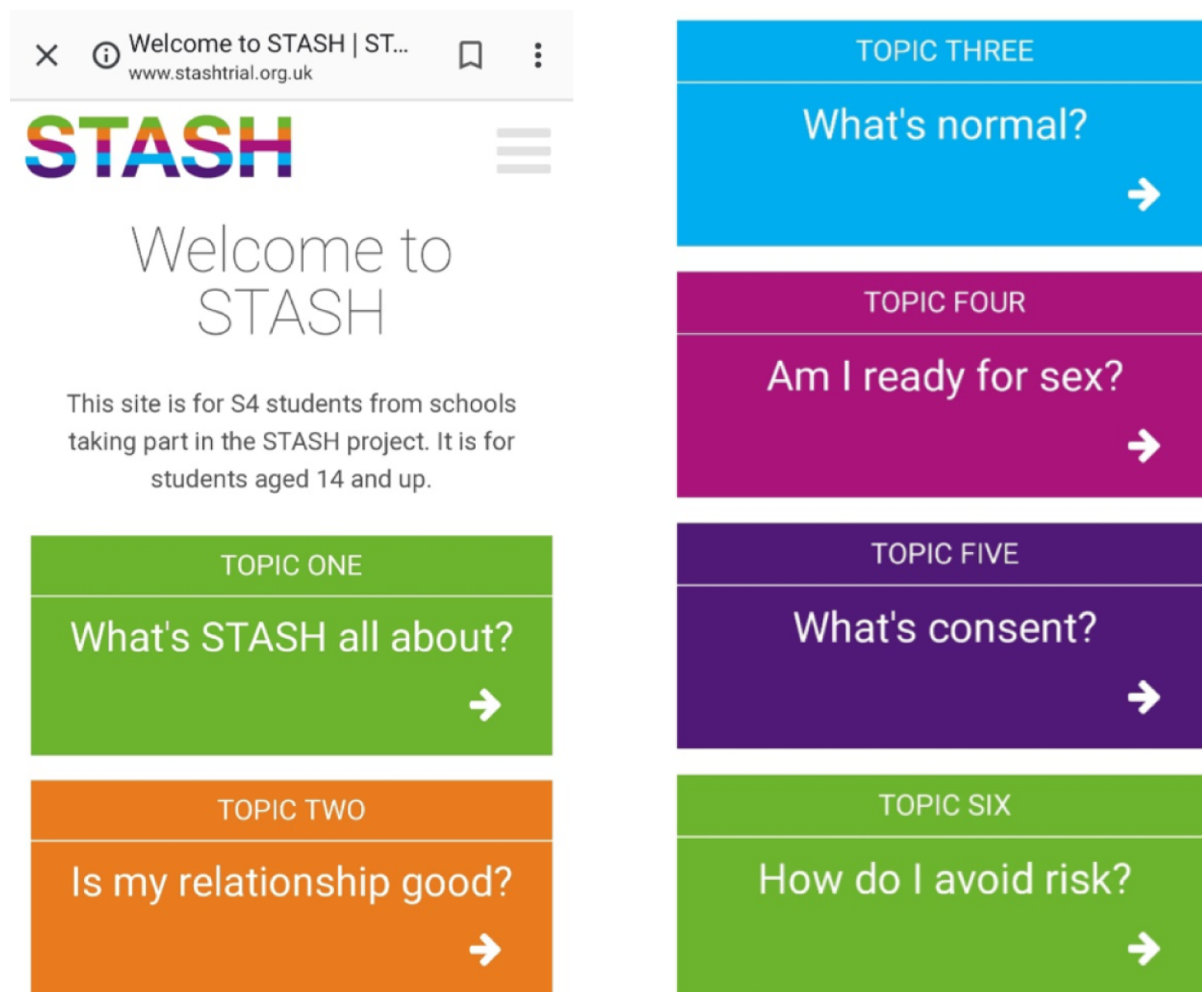 Welcome to STASH | ST...
www.stashtrial.org.uk
STASH
Welcome to
STASH
This site is for S4 students from schools
taking part in the STASH project. It is for
students aged 14 and up.
TOPIC ONE
What's STASH all about?
TOPIC TWO
Is my relationship good?
TOPIC THREE
What's normal?
TOPIC FOUR
Am I ready for sex?
TOPIC FIVE
What's consent?
TOPIC SIX
How do I avoid risk?